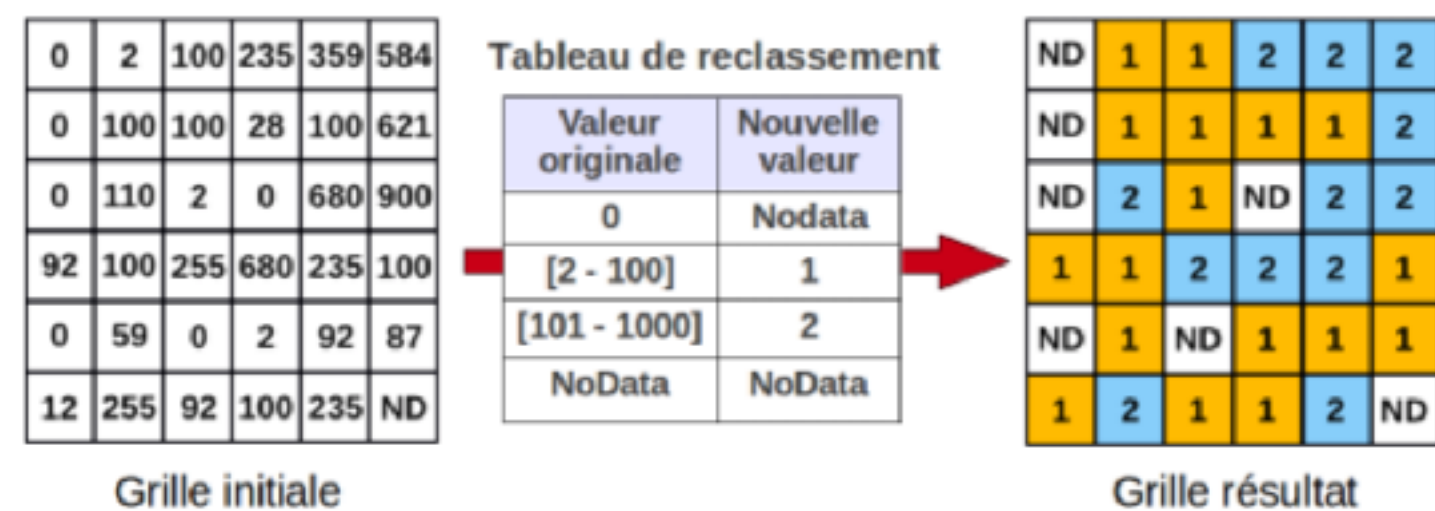 0 2 100 235 359 584
0 100 100 28 100 621
0 110 2 0 680 900
92 100 255 680 235 100
0 59 0 2 92 87
12 255 92 100 235 ND
Grille initiale
Tableau de reclassement
Valeur originale Nouvelle valeur
0 Nodata
[2 - 100] 1
[101 - 1000] 2
NoData NoData
ND 1 1 2 2 2
ND 1 1 1 1 2
ND 2 1 ND 2 2
1 1 2 2 2 1
ND 1 ND 1 1 1
1 2 1 1 2 ND
Grille résultat